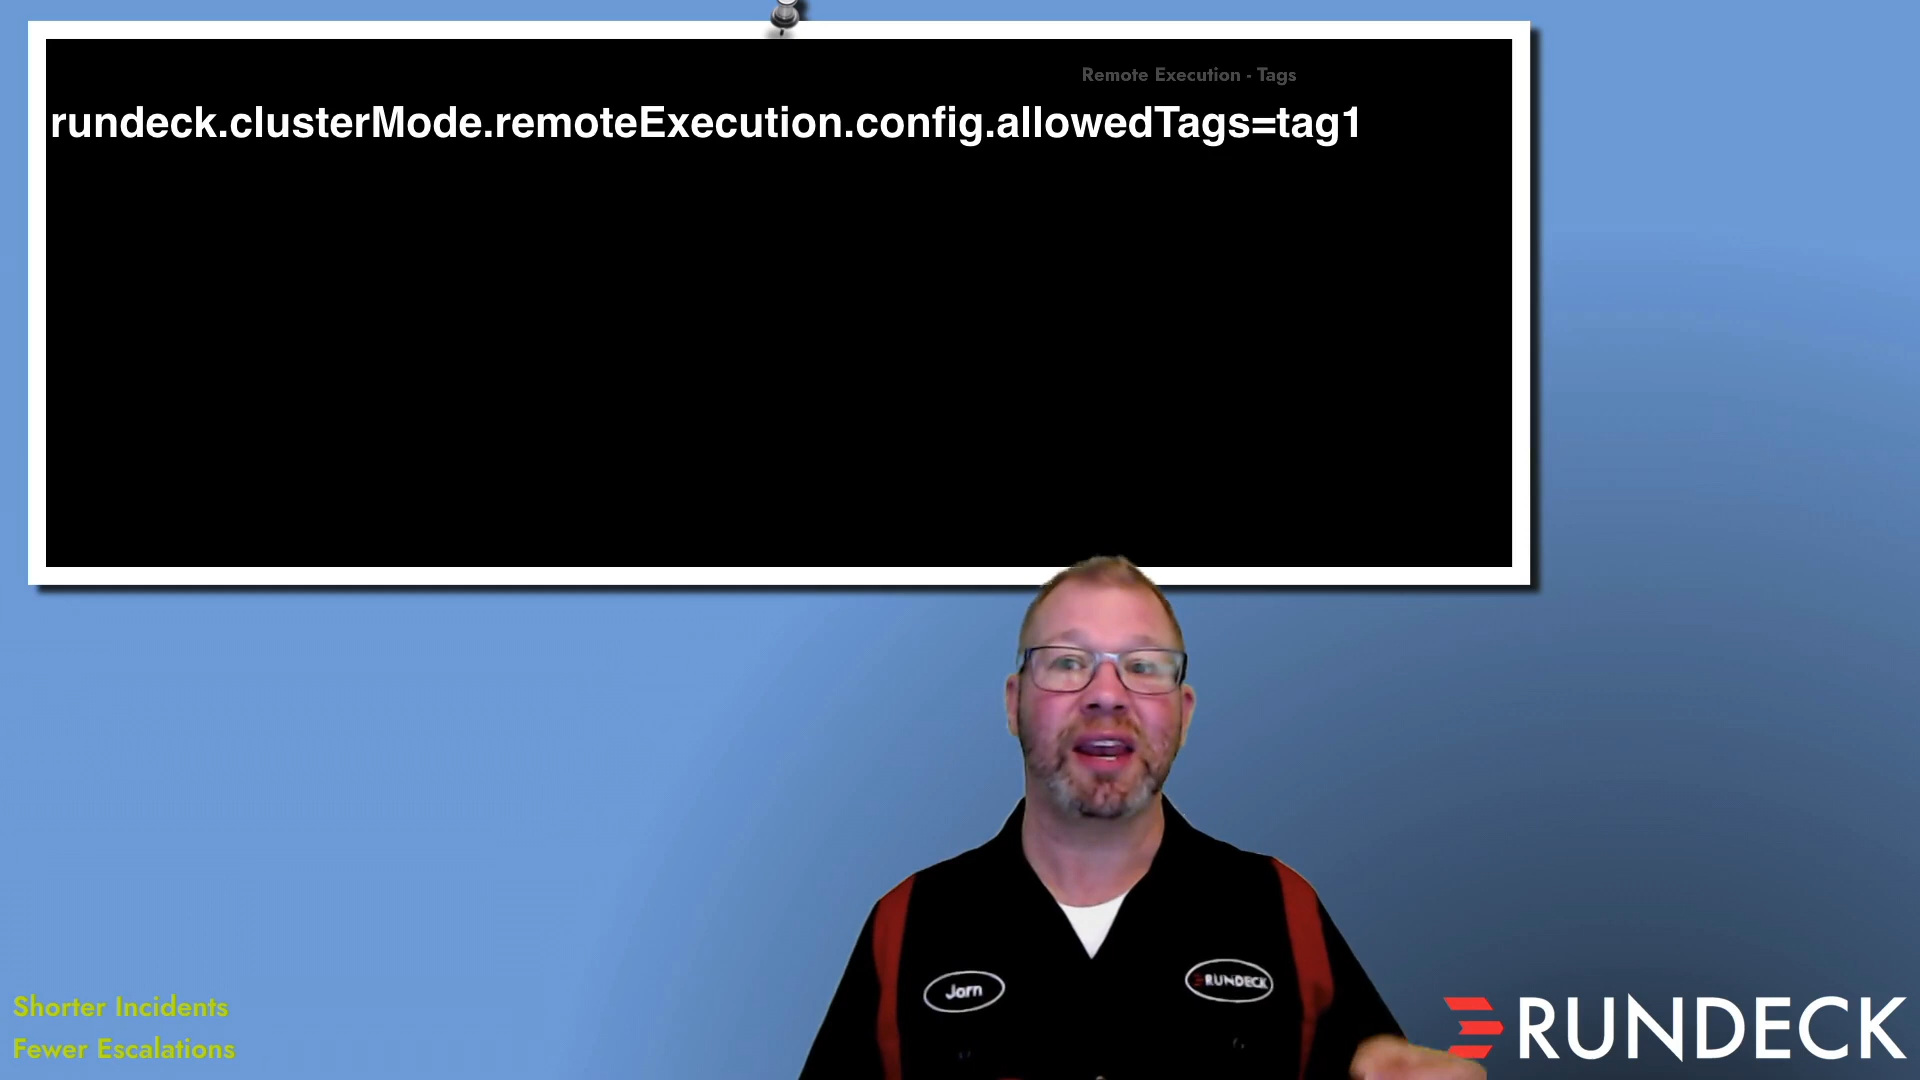 Remote Execution - Tags
rundeck.clusterMode.remoteExecution.config.allowedTags=tag1
Jorn
RUNDECK
Shorter Incidents
Fewer Escalations
RUNDECK